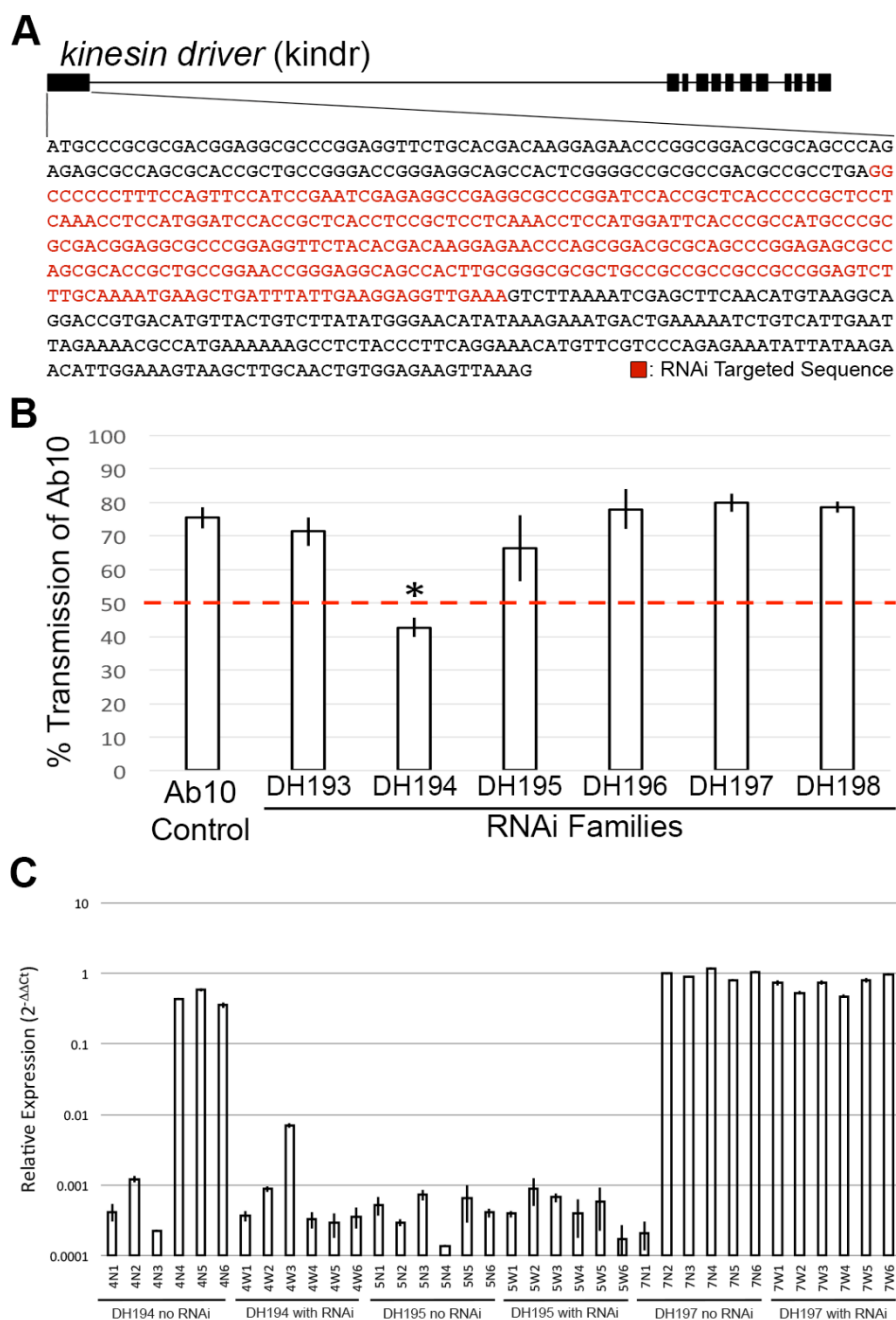 A
kinesin driver (kindr)
ATGCCCGCGCGACGGAGGCGCCCGGAGGTTCTGCACGACAAGGAGAACCCGGCGGACGCGCAGCCCAG
AGAGCGCCAGCGCACCGCTGCCGGGACCGGGAGGCAGCCACTCGGGGCCGCGCCGACGCCGCCTGAGG
CCCCCCCTTTCCAGTTCCATCCGAATCGAGAGGCCGAGGCGCCCGGATCCACCGCTCACCCCCGCTCCT
CAAACCTCCATGGATCCACCGCTCACCTCCGCTCCTCAAACCTCCATGGATTCACCCGCCATGCCCGC
GCGACGGAGGCGCCCGGAGGTTCTACACGACAAGGAGAACCCAGCGGACGCGCAGCCCGGAGAGCGCC
AGCGCACCGCTGCCGGAACCGGGAGGCAGCCACTTGCGGGCGCGCTGCCGCCGCCGCCGCCGGAGTCT
TTGCAAAATGAAGCTGATTTATTGAAGGAGGTTGAAAGTCTTAAAATCGAGCTTCAACATGTAAGGCA
GGACCGTGACATGTTACTGTCTTATATGGGAACATATAAAGAAATGACTGAAAAATCTGTCATTGAAT
TAGAAAACGCCATGAAAAAAGCCTCTACCCTTCAGGAAACATGTTCGTCCCAGAGAAATATTATAAGA
ACATTGGAAAGTAAGCTTGCAACTGTGGAGAAGTTAAAG
: RNAi Targeted Sequence
B
% Transmission of Ab10
100
90
80
70
60
50
40
30
20
10
0
*
Ab10 Control
DH193 DH194 DH195 DH196 DH197 DH198
RNAi Families
C
Relative Expression (2-ΔΔCt)
10
1
0.1
0.01
0.001
0.0001
4N1 4N2 4N3 4N4 4N5 4N6 4W1 4W2 4W3 4W4 4W5 4W6 5N1 5N2 5N3 5N4 5N5 5N6 5W1 5W2 5W3 5W4 5W5 5W6 7N1 7N2 7N3 7N4 7N5 7N6 7W1 7W2 7W3 7W4 7W5 7W6
DH194 no RNAi DH194 with RNAi DH195 no RNAi DH195 with RNAi DH197 no RNAi DH197 with RNAi